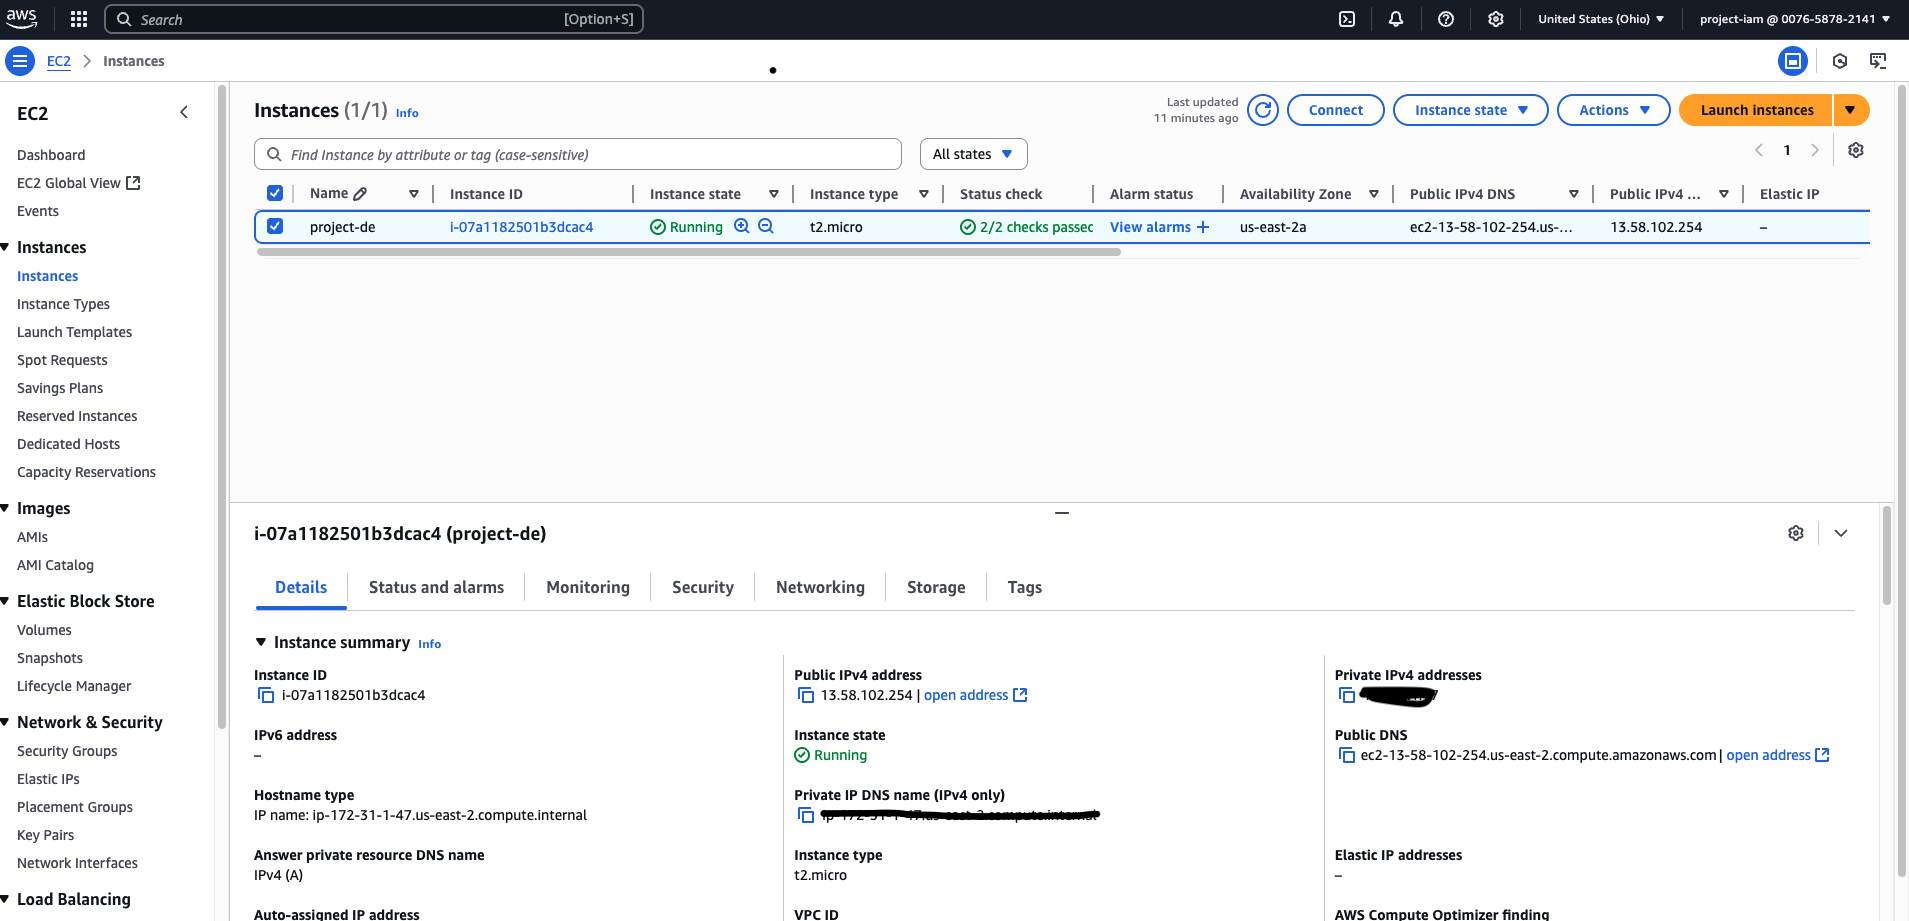 aws
Search [Option+S]
United States (Ohio)
project-iam @ 0076-5878-2141
EC2 Instances
EC2
Dashboard
EC2 Global View
Events
Instances
Instances
Instance Types
Launch Templates
Spot Requests
Savings Plans
Reserved Instances
Dedicated Hosts
Capacity Reservations
Images
AMIs
AMI Catalog
Elastic Block Store
Volumes
Snapshots
Lifecycle Manager
Network & Security
Security Groups
Elastic IPs
Placement Groups
Key Pairs
Network Interfaces
Load Balancing
Instances (1/1) Info
Last updated
11 minutes ago
Connect
Instance state
Actions
Launch instances
Find Instance by attribute or tag (case-sensitive)
All states
1
Name Instance ID Instance state Instance type Status check Alarm status Availability Zone Public IPv4 DNS Public IPv4 ... Elastic IP
project-de i-07a1182501b3dcac4 Running t2.micro 2/2 checks passed View alarms + us-east-2a ec2-13-58-102-254.us-... 13.58.102.254 –
i-07a1182501b3dcac4 (project-de)
Details Status and alarms Monitoring Security Networking Storage Tags
Instance summary Info
Instance ID
i-07a1182501b3dcac4
IPv6 address
–
Hostname type
IP name: ip-172-31-1-47.us-east-2.compute.internal
Answer private resource DNS name
IPv4 (A)
Auto-assigned IP address
Public IPv4 address
13.58.102.254 | open address
Instance state
Running
Private IP DNS name (IPv4 only)
Instance type
t2.micro
VPC ID
Private IPv4 addresses
Public DNS
ec2-13-58-102-254.us-east-2.compute.amazonaws.com | open address
Elastic IP addresses
–
AWS Compute Optimizer finding